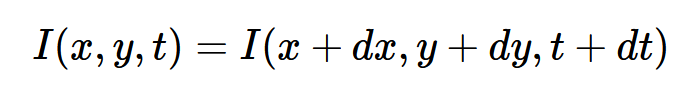 I(x, y, t) = I(x + dx, y + dy, t + dt)